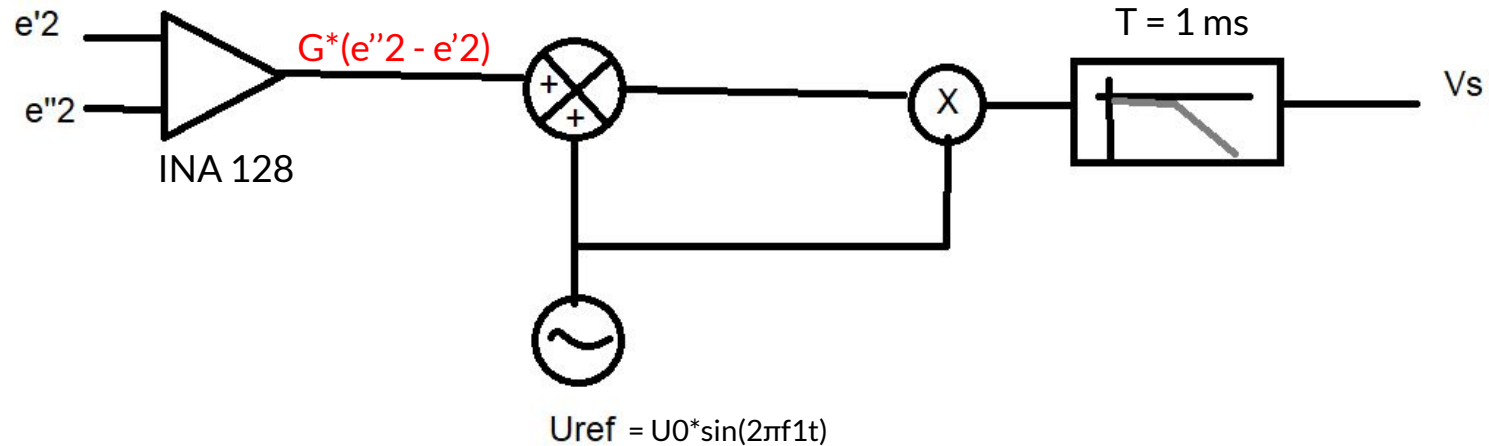 e'2
G*(e’’2 - e’2)
T = 1 ms
+
X
Vs
e"2
+
INA 128
Uref = U0*sin(2πf1t)